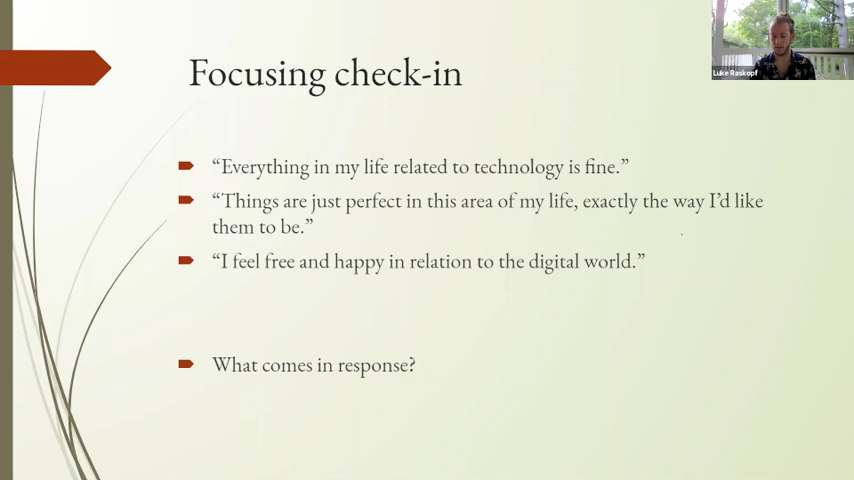 Focusing check-in
“Everything in my life related to technology is fine.”
“Things are just perfect in this area of my life, exactly the way I’d like
them to be.”
“I feel free and happy in relation to the digital world.”
What comes in response?
Luke Raskopf